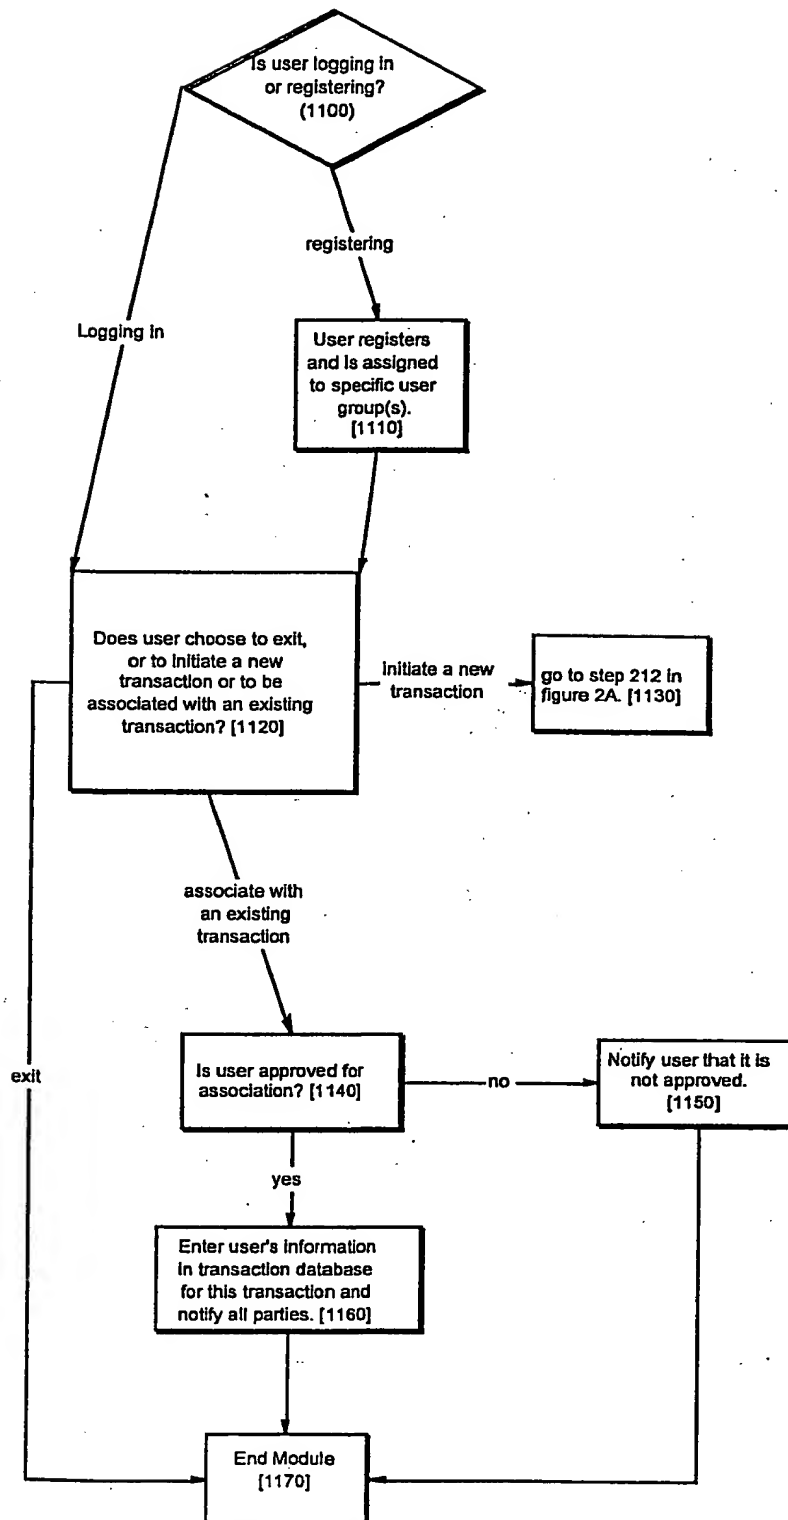 Is user logging in
or registering?
(1100)
registering
Logging in
User registers
and is assigned
to specific user
group(s).
[1110]
Does user choose to exit,
or to initiate a new
transaction or to be
associated with an existing
transaction? [1120]
initiate a new
transaction
go to step 212 in
figure 2A. [1130]
associate with
an existing
transaction
exit
Is user approved for
association? [1140]
no
Notify user that it is
not approved.
[1150]
yes
Enter user's information
in transaction database
for this transaction and
notify all parties. [1160]
End Module
[1170]